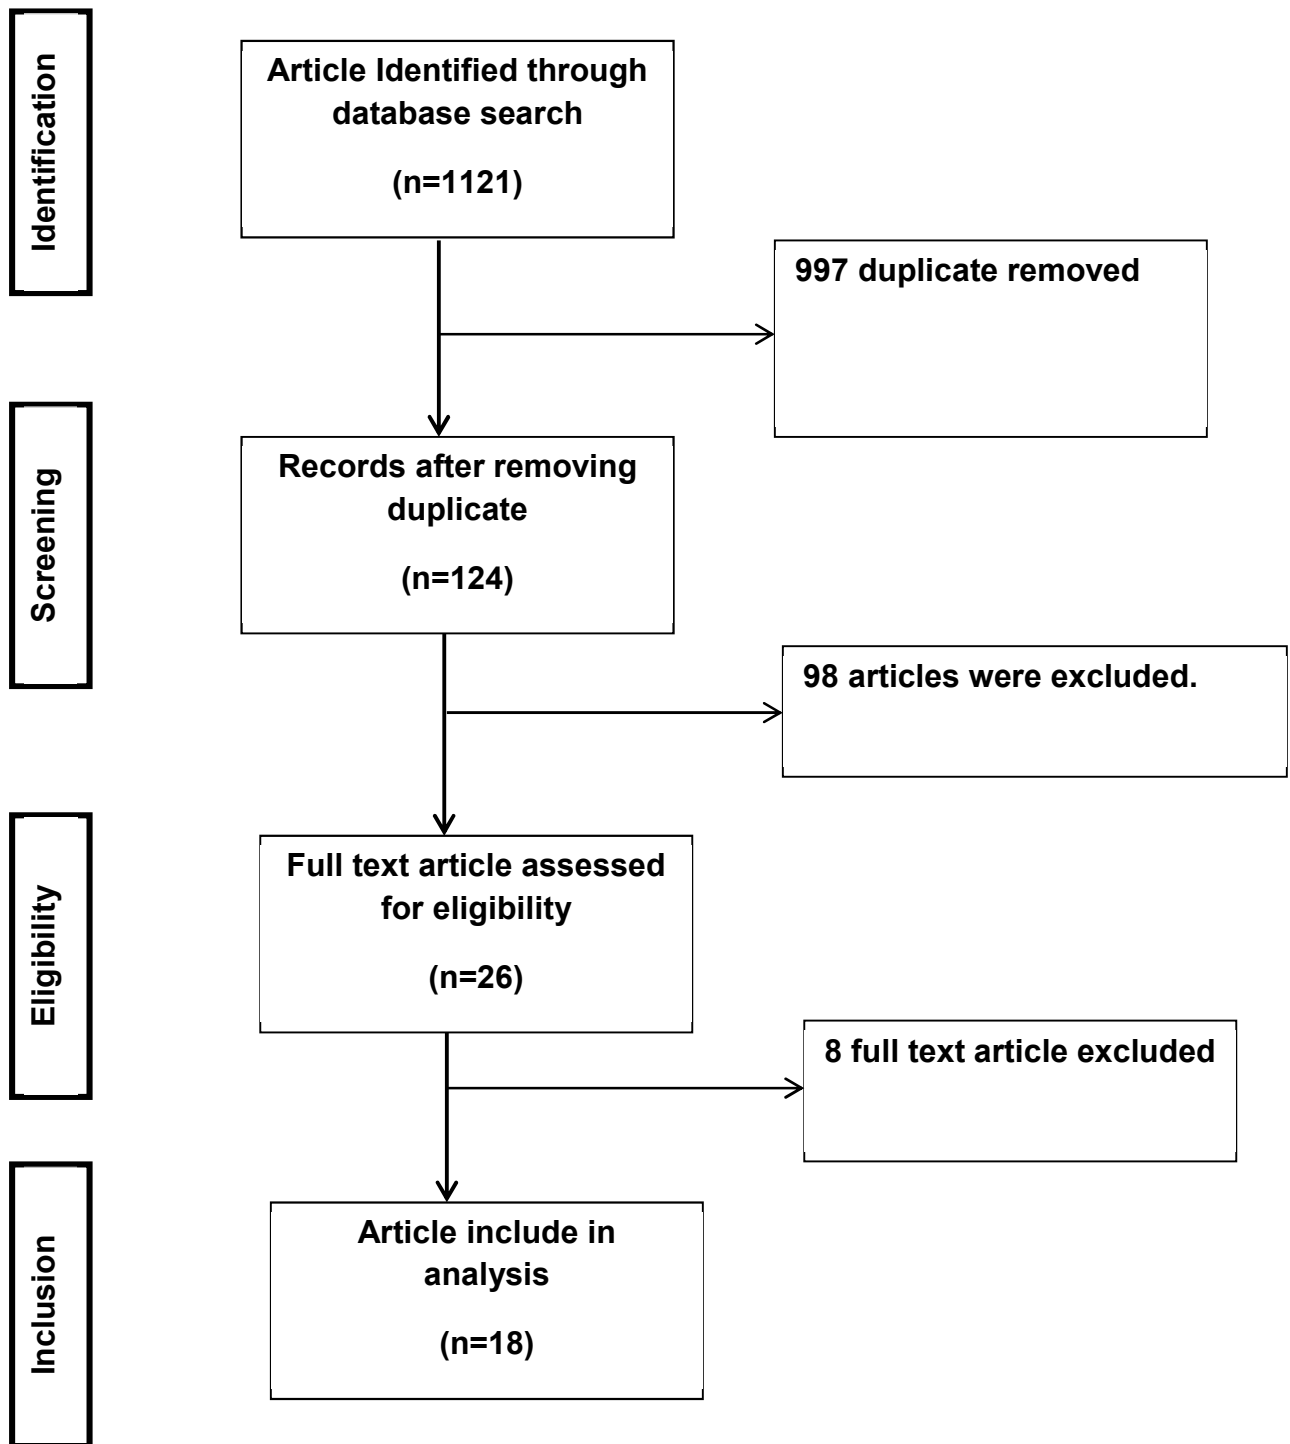 Identification
Article Identified through
database search
(n=1121)
997 duplicate removed
Screening
Records after removing
duplicate
(n=124)
98 articles were excluded.
Eligibility
Full text article assessed
for eligibility
(n=26)
8 full text article excluded
Inclusion
Article include in
analysis
(n=18)